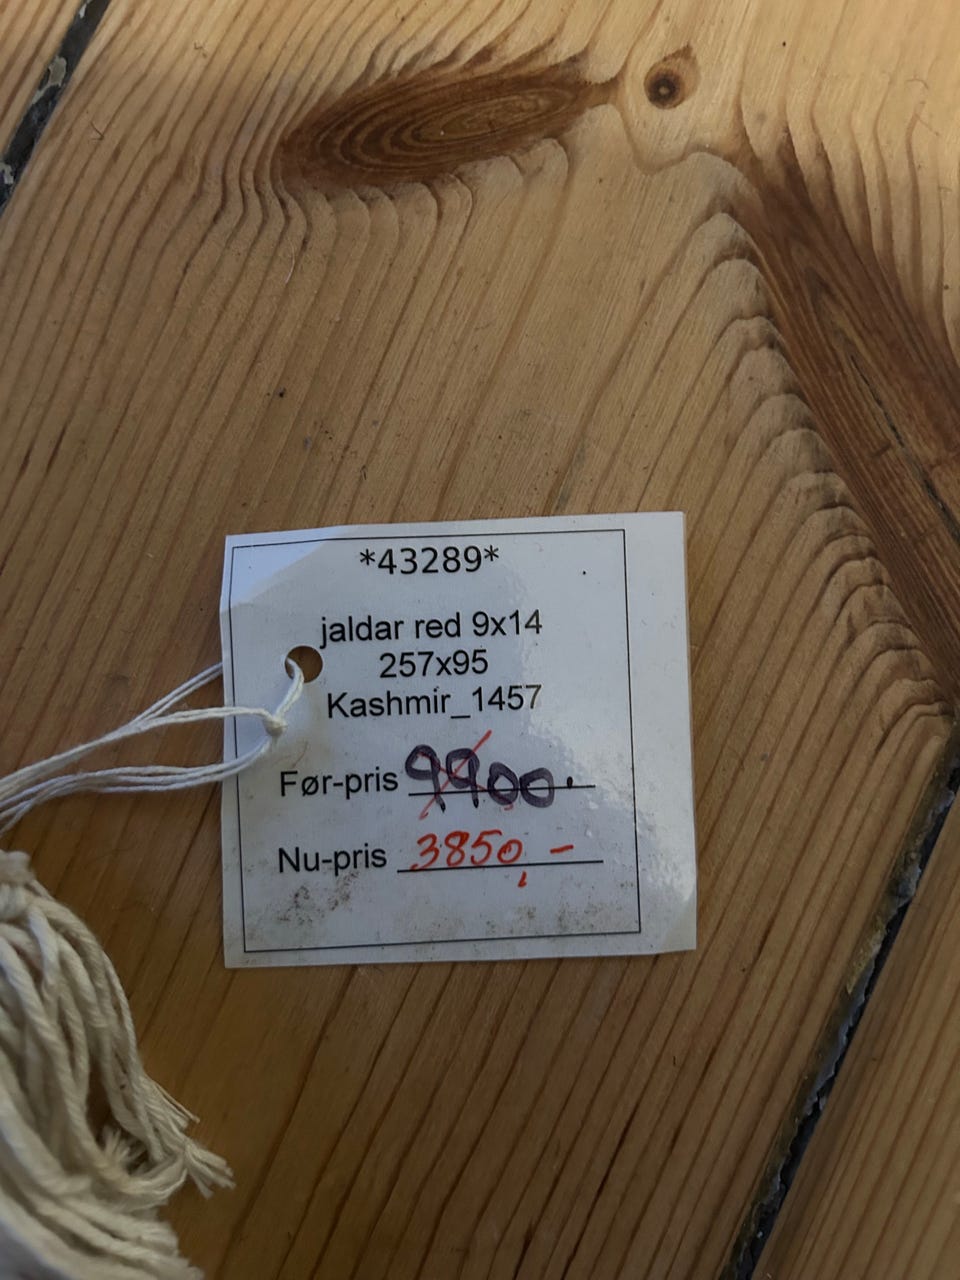 *43289*
jaldar red 9x14
257x95
Kashmir_1457
Før-pris 9900.
Nu-pris 3850,-